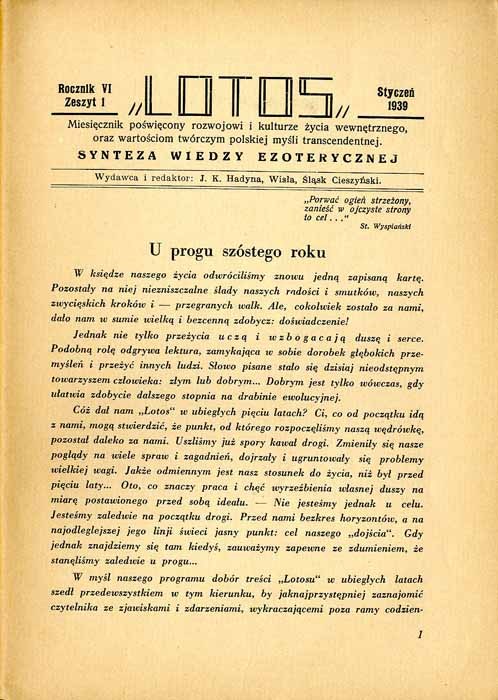 Rocznik VI
Zeszyt 1
„LOTOS„
Styczeń
1939
Miesięcznik poświęcony rozwojowi i kulturze życia wewnętrznego,
oraz wartościom twórczym polskiej myśli transcendentnej.
SYNTEZA WIEDZY EZOTERYCZNEJ
Wydawca i redaktor: J. K. Hadyna, Wisła, Śląsk Cieszyński.
„Porwać ogień strzeżony,
zanieść w ojczyste strony
to cel . . .“
St. Wyspiański
U progu szóstego roku
W księdze naszego życia odwróciliśmy znowu jedną zapisaną kartę.
Pozostały na niej niezniszczalne ślady naszych radości i smutków, naszych
zwycięskich kroków i — przegranych walk. Ale, cokolwiek zostało za nami,
dało nam w sumie wielką i bezcenną zdobycz: doświadczenie!
Jednak nie tylko przeżycia uczą i wzbogacają duszę i serce.
Podobną rolę odgrywa lektura, zamykająca w sobie dorobek głębokich prze-
myśleń i przeżyć innych ludzi. Słowo pisane stało się dzisiaj nieodstępnym
towarzyszem człowieka: złym lub dobrym... Dobrym jest tylko wówczas, gdy
ułatwia zdobycie dalszego stopnia na drabinie ewolucyjnej.
Cóż dał nam „Lotos“ w ubiegłych pięciu latach? Ci, co od początku idą
z nami, mogą stwierdzić, że punkt, od którego rozpoczęliśmy naszą wędrówkę,
pozostał daleko za nami. Uszliśmy już spory kawał drogi. Zmieniły się nasze
poglądy na wiele spraw i zagadnień, dojrzały i ugruntowały się problemy
wielkiej wagi. Jakże odmiennym jest nasz stosunek do życia, niż był przed
pięciu laty... Oto, co znaczy praca i chęć wyrzeźbienia własnej duszy na
miarę postawionego przed sobą ideału. — Nie jesteśmy jednak u celu.
Jesteśmy zaledwie na początku drogi. Przed nami bezkres horyzontów, a na
najodleglejszej jego linji świeci jasny punkt: cel naszego „dojścia“. Gdy
jednak znajdziemy się tam kiedyś, zauważymy zapewne ze zdumieniem, że
stanęliśmy zaledwie u progu...
W myśl naszego programu dobór treści „Lotosu“ w ubiegłych latach
szedł przedewszystkiem w tym kierunku, by jaknajprzystępniej zaznajomić
czytelnika ze zjawiskami i zdarzeniami, wykraczającemi poza ramy codzien-
1